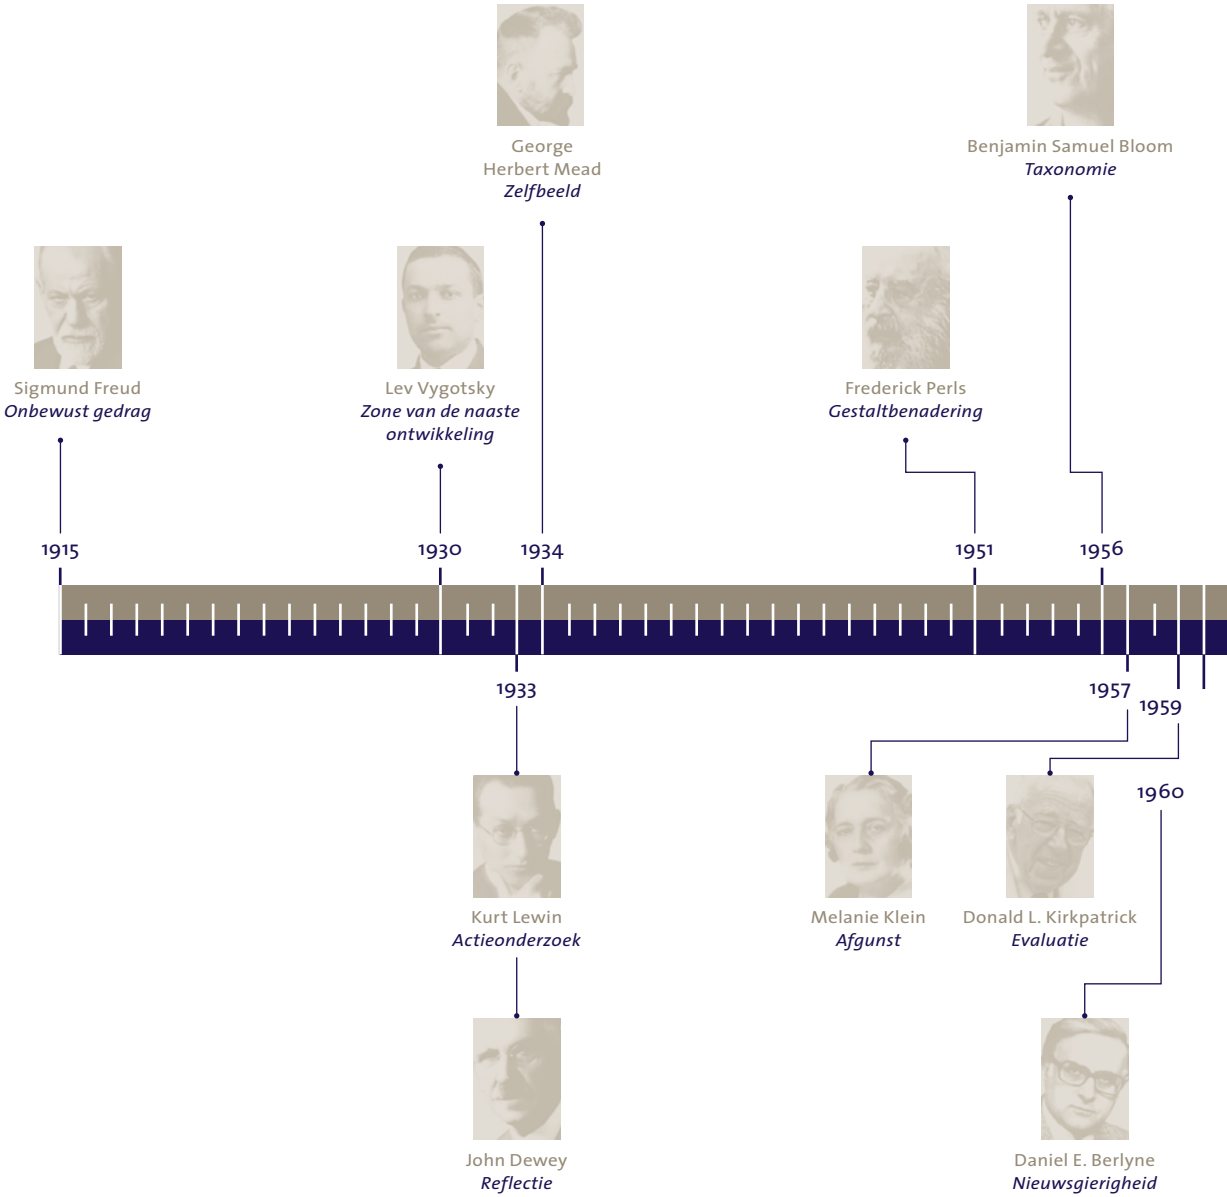 George
Herbert Mead
Zelfbeeld
Benjamin Samuel Bloom
Taxonomie
Sigmund Freud
Onbewust gedrag
Lev Vygotsky
Zone van de naaste
ontwikkeling
Frederick Perls
Gestaltbenadering
1915
1930
1934
1951
1956
1933
1957
1959
1960
Kurt Lewin
Actieonderzoek
Melanie Klein
Afgunst
Donald L. Kirkpatrick
Evaluatie
John Dewey
Reflectie
Daniel E. Berlyne
Nieuwsgierigheid